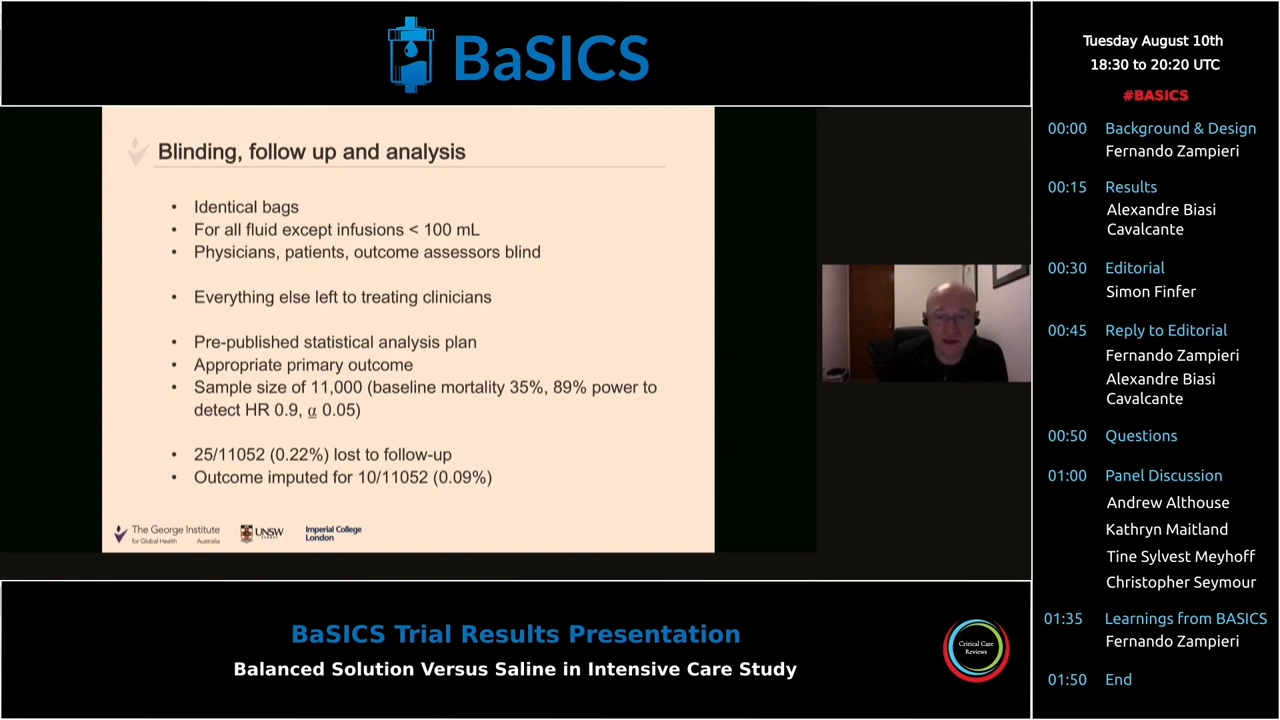 BaSICS
Blinding, follow up and analysis
• Identical bags
• For all fluid except infusions < 100 mL
• Physicians, patients, outcome assessors blind
• Everything else left to treating clinicians
• Pre-published statistical analysis plan
• Appropriate primary outcome
• Sample size of 11,000 (baseline mortality 35%, 89% power to
detect HR 0.9, α 0.05)
• 25/11052 (0.22%) lost to follow-up
• Outcome imputed for 10/11052 (0.09%)
The George Institute
for Global Health Australia
UNSW
SYDNEY
Imperial College
London
BaSICS Trial Results Presentation
Balanced Solution Versus Saline in Intensive Care Study
Critical Care
Reviews
Tuesday August 10th
18:30 to 20:20 UTC
#BASICS
00:00 Background & Design
Fernando Zampieri
00:15 Results
Alexandre Biasi
Cavalcante
00:30 Editorial
Simon Finfer
00:45 Reply to Editorial
Fernando Zampieri
Alexandre Biasi
Cavalcante
00:50 Questions
01:00 Panel Discussion
Andrew Althouse
Kathryn Maitland
Tine Sylvest Meyhoff
Christopher Seymour
01:35 Learnings from BASICS
Fernando Zampieri
01:50 End